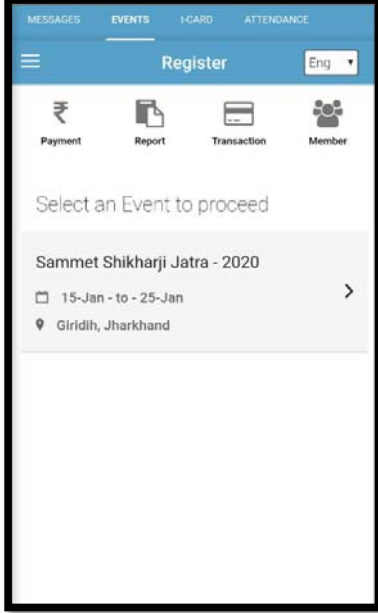 MESSAGES EVENTS I-CARD ATTENDANCE
Register Eng
₹
Payment Report Transaction Member
Select an Event to proceed
Sammet Shikharji Jatra - 2020
15-Jan - to - 25-Jan
Giridih, Jharkhand